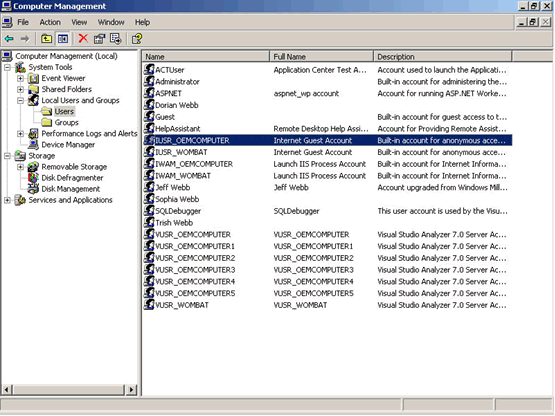 Computer Management
File Action View Window Help
Computer Management (Local)
System Tools
Event Viewer
Shared Folders
Local Users and Groups
Users
Groups
Performance Logs and Alerts
Device Manager
Storage
Removable Storage
Disk Defragmenter
Disk Management
Services and Applications
Name Full Name Description
ACTUser Application Center Test A... Account used to launch the Applicati...
Administrator Built-in account for administering the...
ASPNET aspnet_wp account Account for running ASP.NET Worke...
Dorian Webb
Guest Built-in account for guest access to t...
HelpAssistant Remote Desktop Help Assi... Account for Providing Remote Assist...
IUSR_OEMCOMPUTER Internet Guest Account Built-in account for anonymous acce...
IUSR_WOMBAT Internet Guest Account Built-in account for anonymous acce...
IWAM_OEMCOMPUTER Launch IIS Process Account Built-in account for Internet Informa...
IWAM_WOMBAT Launch IIS Process Account Built-in account for Internet Informa...
Jeff Webb Jeff Webb Account upgraded from Windows Mill...
Sophia Webb
SQLDebugger SQLDebugger This user account is used by the Visu...
Trish Webb
VUSR_OEMCOMPUTER VUSR_OEMCOMPUTER Visual Studio Analyzer 7.0 Server Ac...
VUSR_OEMCOMPUTER1 VUSR_OEMCOMPUTER1 Visual Studio Analyzer 7.0 Server Ac...
VUSR_OEMCOMPUTER2 VUSR_OEMCOMPUTER2 Visual Studio Analyzer 7.0 Server Ac...
VUSR_OEMCOMPUTER3 VUSR_OEMCOMPUTER3 Visual Studio Analyzer 7.0 Server Ac...
VUSR_OEMCOMPUTER4 VUSR_OEMCOMPUTER4 Visual Studio Analyzer 7.0 Server Ac...
VUSR_OEMCOMPUTER5 VUSR_OEMCOMPUTER5 Visual Studio Analyzer 7.0 Server Ac...
VUSR_WOMBAT VUSR_WOMBAT Visual Studio Analyzer 7.0 Server Ac...